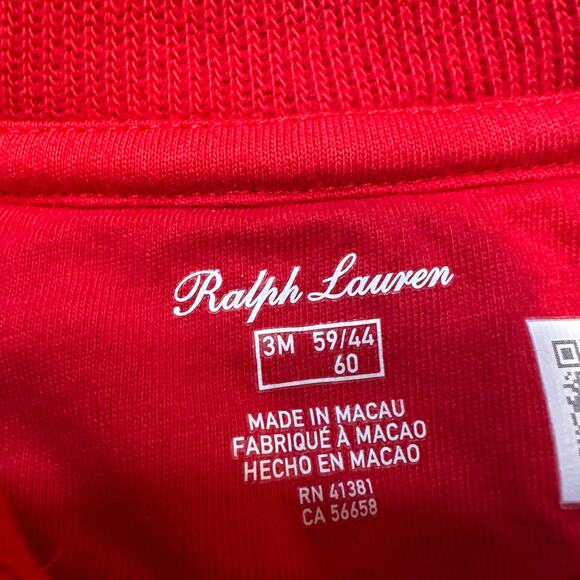 Ralph Lauren
3M 59/44
60
MADE IN MACAU
FABRIQUÉ À MACAO
HECHO EN MACAO
RN 41381
CA 56658